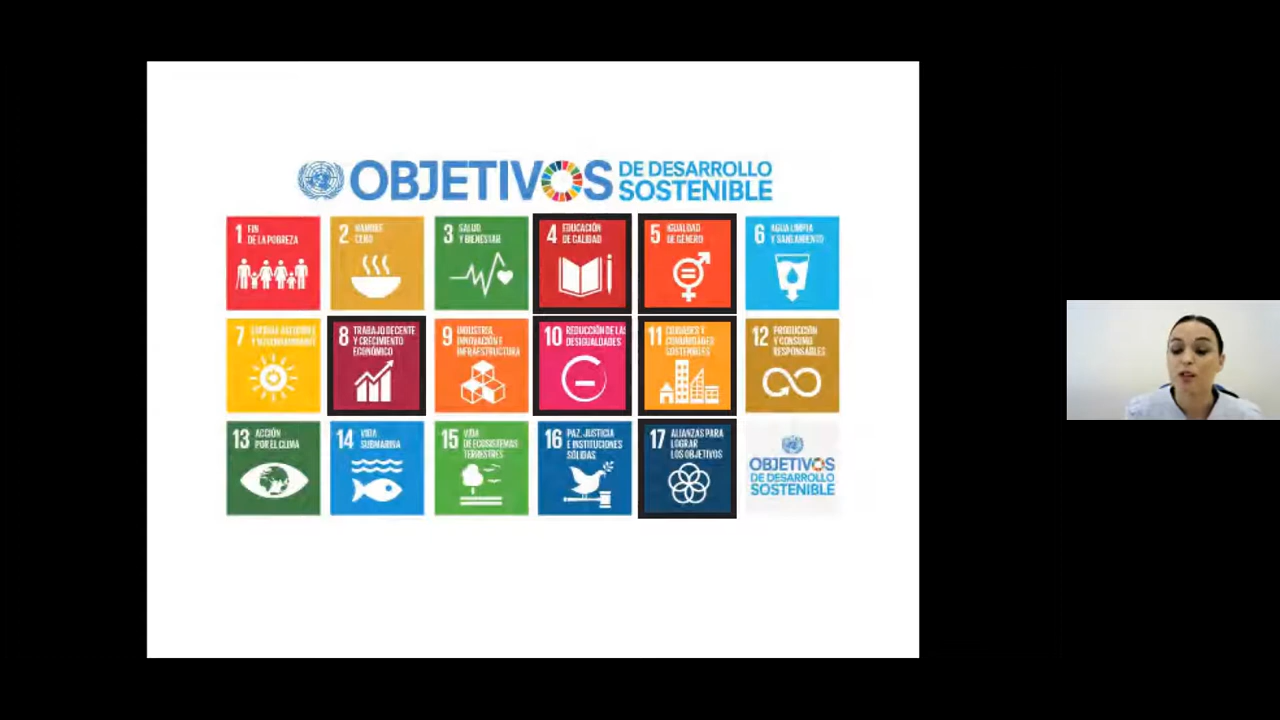 OBJETIVOS DE DESARROLLO
SOSTENIBLE
1 FIN
DE LA POBREZA
2 HAMBRE
CERO
3 SALUD
Y BIENESTAR
4 EDUCACIÓN
DE CALIDAD
5 IGUALDAD
DE GÉNERO
6 AGUA LIMPIA
Y SANEAMIENTO
7
8 TRABAJO DECENTE
Y CRECIMIENTO
ECONÓMICO
9 INDUSTRIA,
INNOVACIÓN E
INFRAESTRUCTURA
10 REDUCCIÓN DE LAS
DESIGUALDADES
11 CIUDADES Y
COMUNIDADES
SOSTENIBLES
12 PRODUCCIÓN
Y CONSUMO
RESPONSABLES
13 ACCIÓN
POR EL CLIMA
14 VIDA
SUBMARINA
15 VIDA
DE ECOSISTEMAS
TERRESTRES
16 PAZ, JUSTICIA
E INSTITUCIONES
SÓLIDAS
17 ALIANZAS PARA
LOGRAR
LOS OBJETIVOS
OBJETIVOS
DE DESARROLLO
SOSTENIBLE